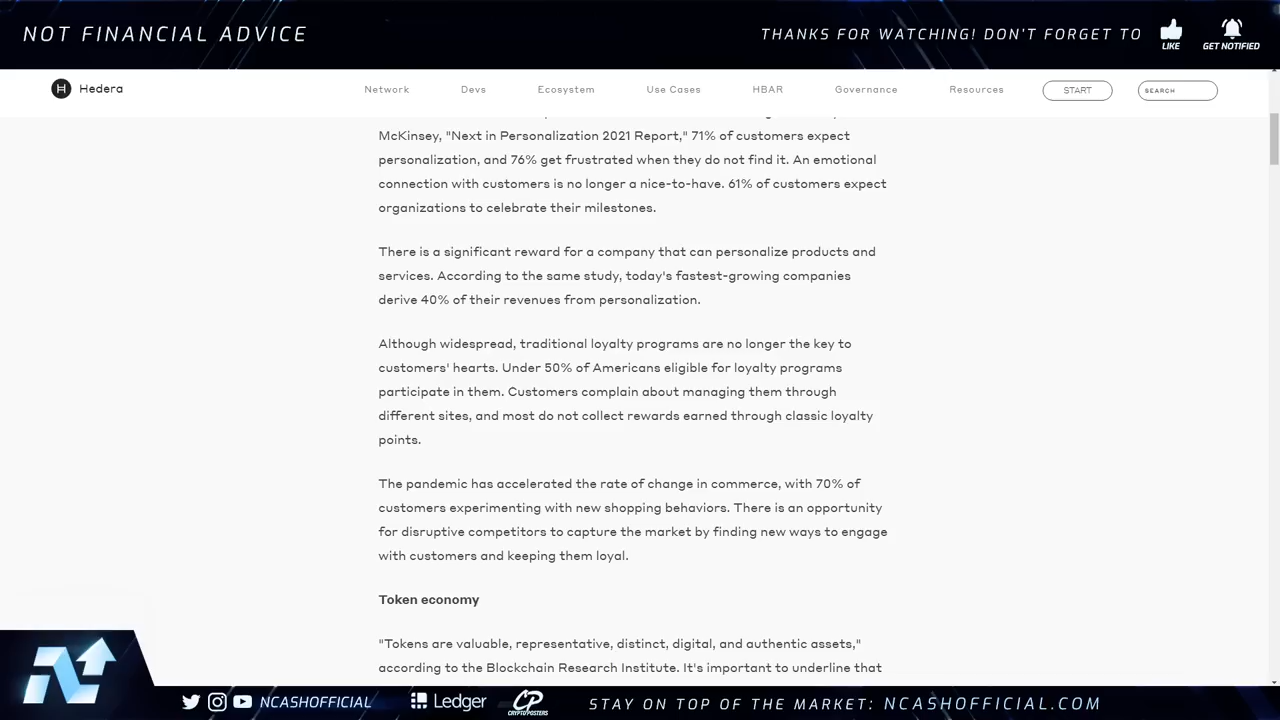 NOT FINANCIAL ADVICE
THANKS FOR WATCHING! DON'T FORGET TO
LIKE
GET NOTIFIED
H Hedera
Network Devs Ecosystem Use Cases HBAR Governance Resources START SEARCH
McKinsey, "Next in Personalization 2021 Report," 71% of customers expect
personalization, and 76% get frustrated when they do not find it. An emotional
connection with customers is no longer a nice-to-have. 61% of customers expect
organizations to celebrate their milestones.
There is a significant reward for a company that can personalize products and
services. According to the same study, today's fastest-growing companies
derive 40% of their revenues from personalization.
Although widespread, traditional loyalty programs are no longer the key to
customers' hearts. Under 50% of Americans eligible for loyalty programs
participate in them. Customers complain about managing them through
different sites, and most do not collect rewards earned through classic loyalty
points.
The pandemic has accelerated the rate of change in commerce, with 70% of
customers experimenting with new shopping behaviors. There is an opportunity
for disruptive competitors to capture the market by finding new ways to engage
with customers and keeping them loyal.
Token economy
"Tokens are valuable, representative, distinct, digital, and authentic assets,"
according to the Blockchain Research Institute. It's important to underline that
NCASHOFFICIAL
Ledger
CP
CRYPTOPOSTERS
STAY ON TOP OF THE MARKET: NCASHOFFICIAL.COM